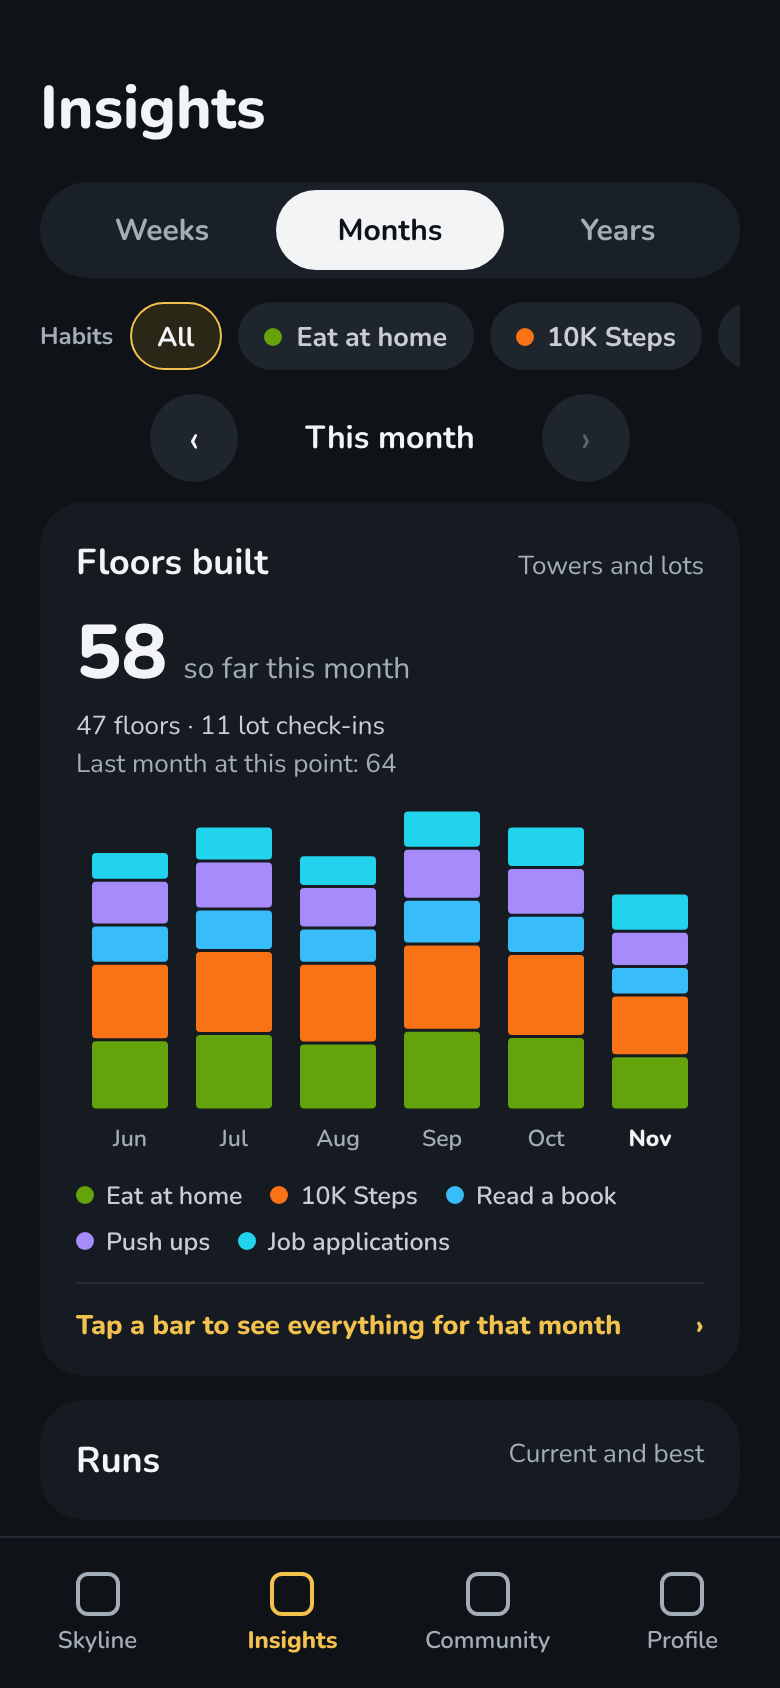 Insights
Weeks Months Years
Habits All Eat at home 10K Steps
‹ This month ›
Floors built Towers and lots
58 so far this month
47 floors · 11 lot check-ins
Last month at this point: 64
Jun Jul Aug Sep Oct Nov
Eat at home 10K Steps Read a book
Push ups Job applications
Tap a bar to see everything for that month ›
Runs Current and best
Skyline Insights Community Profile